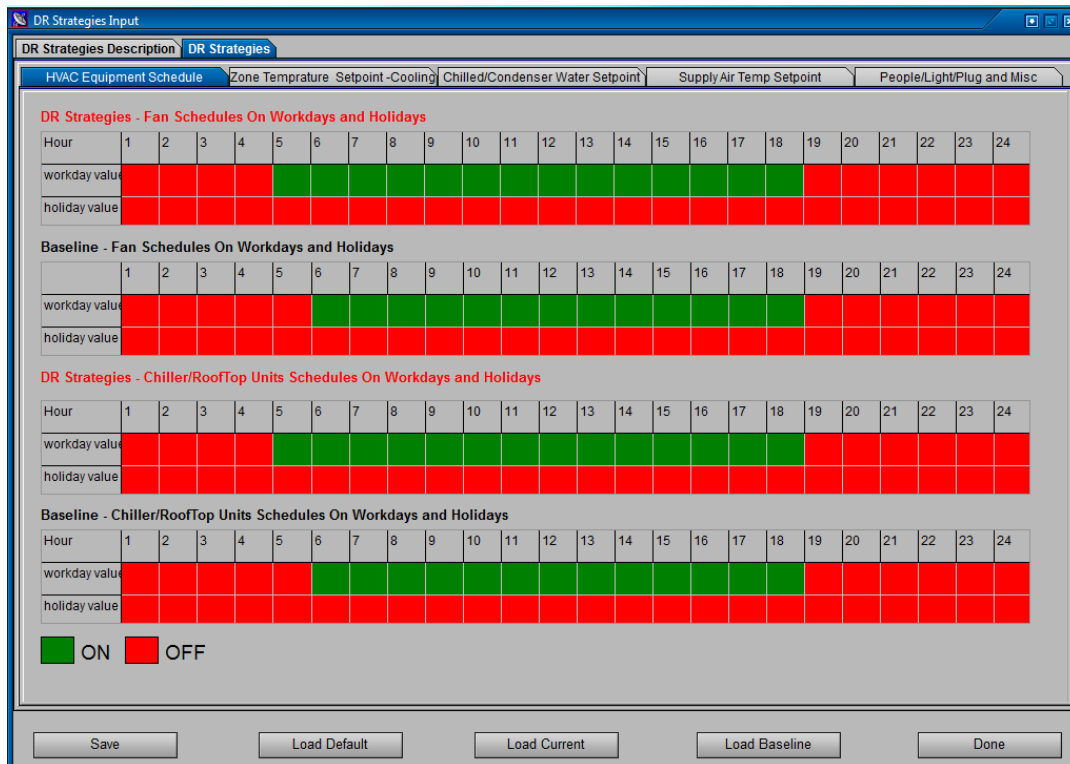 DR Strategies Input
DR Strategies Description DR Strategies
HVAC Equipment Schedule Zone Temprature Setpoint -Cooling Chilled/Condenser Water Setpoint Supply Air Temp Setpoint People/Light/Plug and Misc
DR Strategies - Fan Schedules On Workdays and Holidays
Hour 1 2 3 4 5 6 7 8 9 10 11 12 13 14 15 16 17 18 19 20 21 22 23 24
workday value
holiday value
Baseline - Fan Schedules On Workdays and Holidays
1 2 3 4 5 6 7 8 9 10 11 12 13 14 15 16 17 18 19 20 21 22 23 24
workday value
holiday value
DR Strategies - Chiller/RoofTop Units Schedules On Workdays and Holidays
Hour 1 2 3 4 5 6 7 8 9 10 11 12 13 14 15 16 17 18 19 20 21 22 23 24
workday value
holiday value
Baseline - Chiller/RoofTop Units Schedules On Workdays and Holidays
Hour 1 2 3 4 5 6 7 8 9 10 11 12 13 14 15 16 17 18 19 20 21 22 23 24
workday value
holiday value
ON OFF
Save Load Default Load Current Load Baseline Done